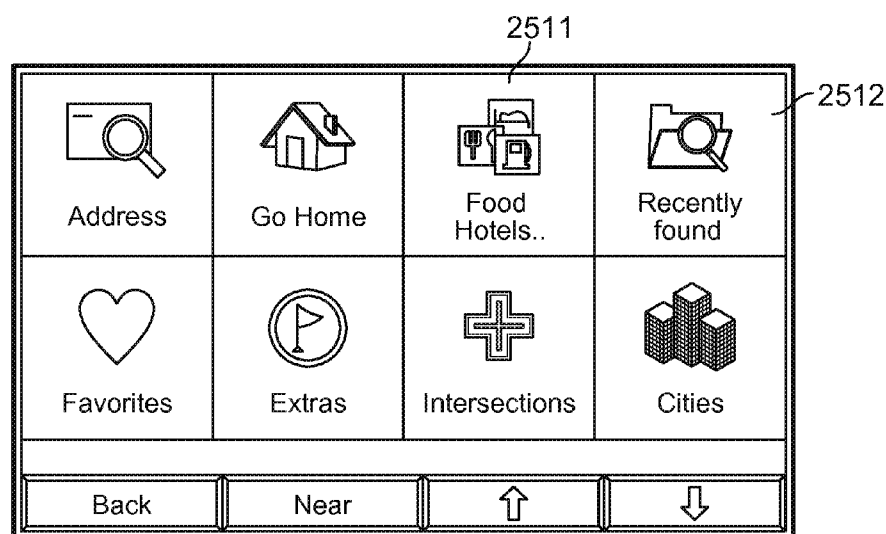 2511
2512
Address
Go Home
Food
Hotels..
Recently
found
Favorites
Extras
Intersections
Cities
Back
Near